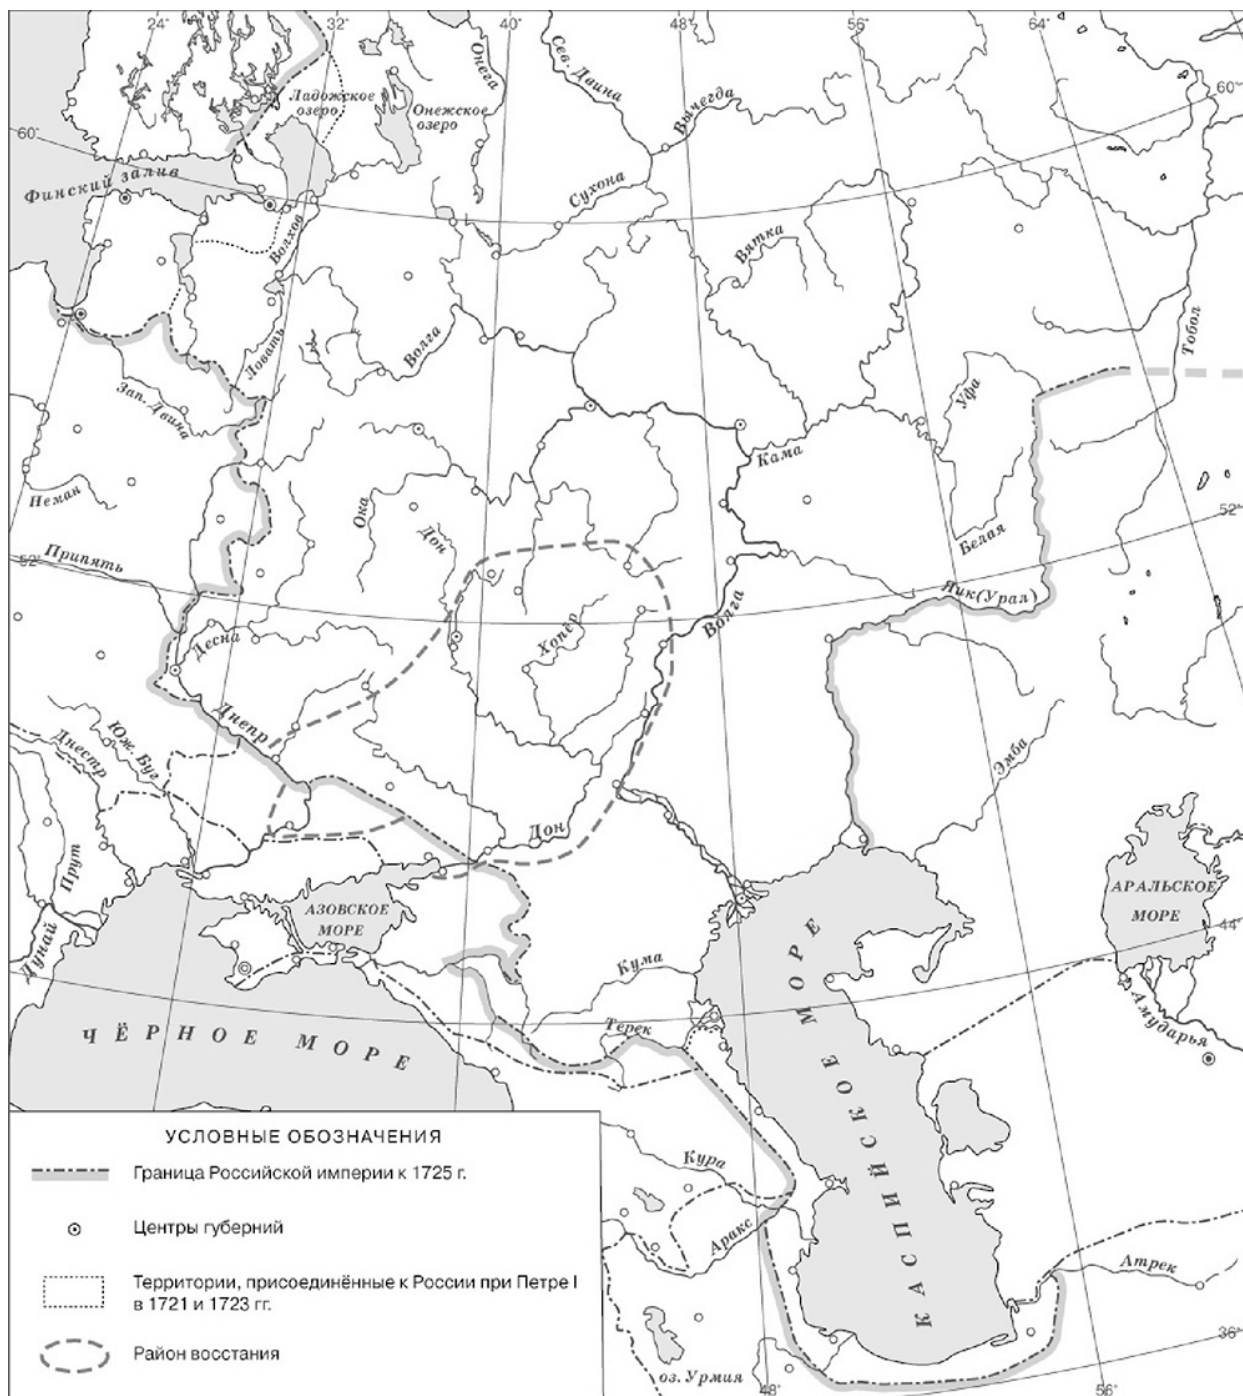 24°
32°
40°
48°
56°
64°
Онега
Сев. Двина
Вычегда
Ладожское
озеро
Онежское
озеро
60°
60°
Финский залив
Сухона
Волхов
Вятка
Тобол
Ловать
Волга
Зап. Двина
Уфа
Кама
Неман
Ока
Дон
52°
Белая
Припять
52°
Яик(Урал)
Волга
Десна
Хопёр
Днепр
Юж. Буг
Днестр
Эмба
Дон
Прут
АРАЛЬСКОЕ
МОРЕ
АЗОВСКОЕ
МОРЕ
44°
Дунай
Кума
Амударья
ЧЁРНОЕ МОРЕ
Терек
КАСПИЙСКОЕ МОРЕ
Кура
Аракс
Атрек
36°
оз. Урмия
48°
56°
УСЛОВНЫЕ ОБОЗНАЧЕНИЯ
Граница Российской империи к 1725 г.
Центры губерний
Территории, присоединённые к России при Петре I
в 1721 и 1723 гг.
Район восстания